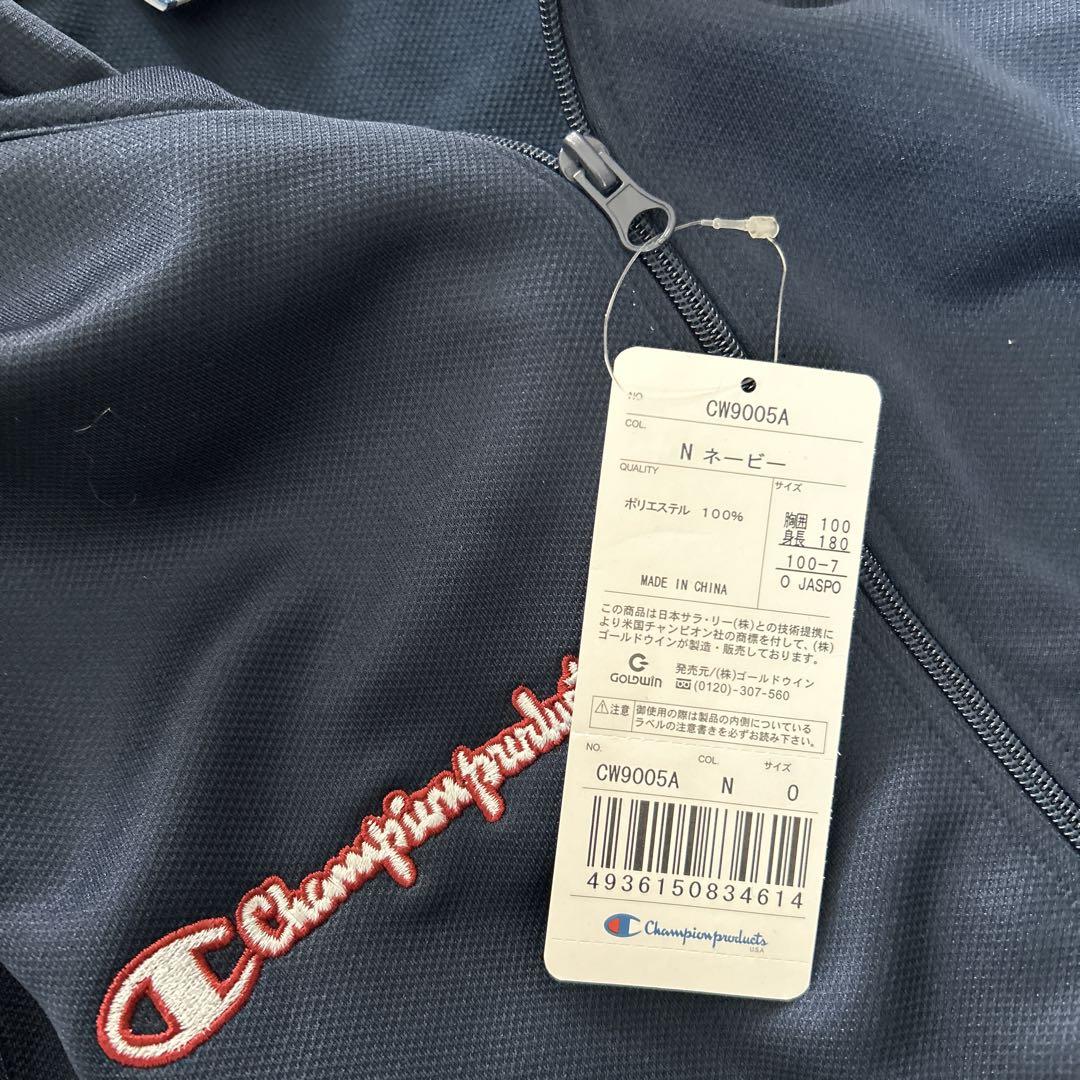 NO.
CW9005A
COL.
N ネービー
QUALITY
サイズ
ポリエステル 100%
胸囲 100
身長 180
100-7
O JASPO
MADE IN CHINA
この商品は日本サラ・リー(株)との技術提携に
より米国チャンピオン社の商標を付して、(株)
ゴールドウインが製造・販売しております。
GOLDWIN
発売元/(株)ゴールドウイン
(0120)-307-560
注意
御使用の際は製品の内側についている
ラベルの注意書きを必ずお読み下さい。
NO. COL. サイズ
CW9005A N O
4936150834614
Championproducts
U.S.A
Championproducts